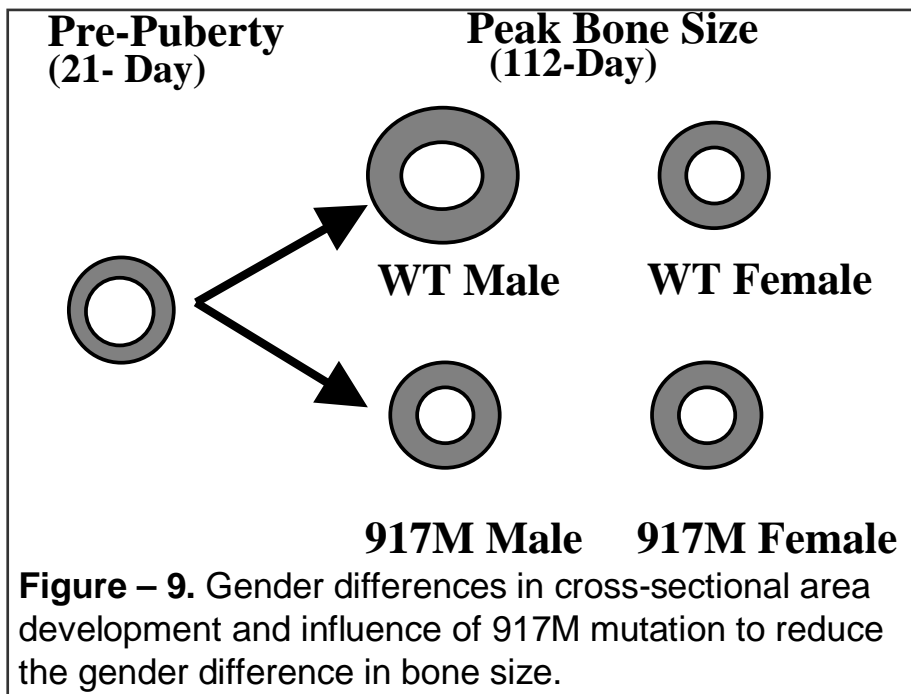 Pre-Puberty
(21- Day)
Peak Bone Size
(112-Day)
WT Male
WT Female
917M Male
917M Female
Figure – 9. Gender differences in cross-sectional area
development and influence of 917M mutation to reduce
the gender difference in bone size.